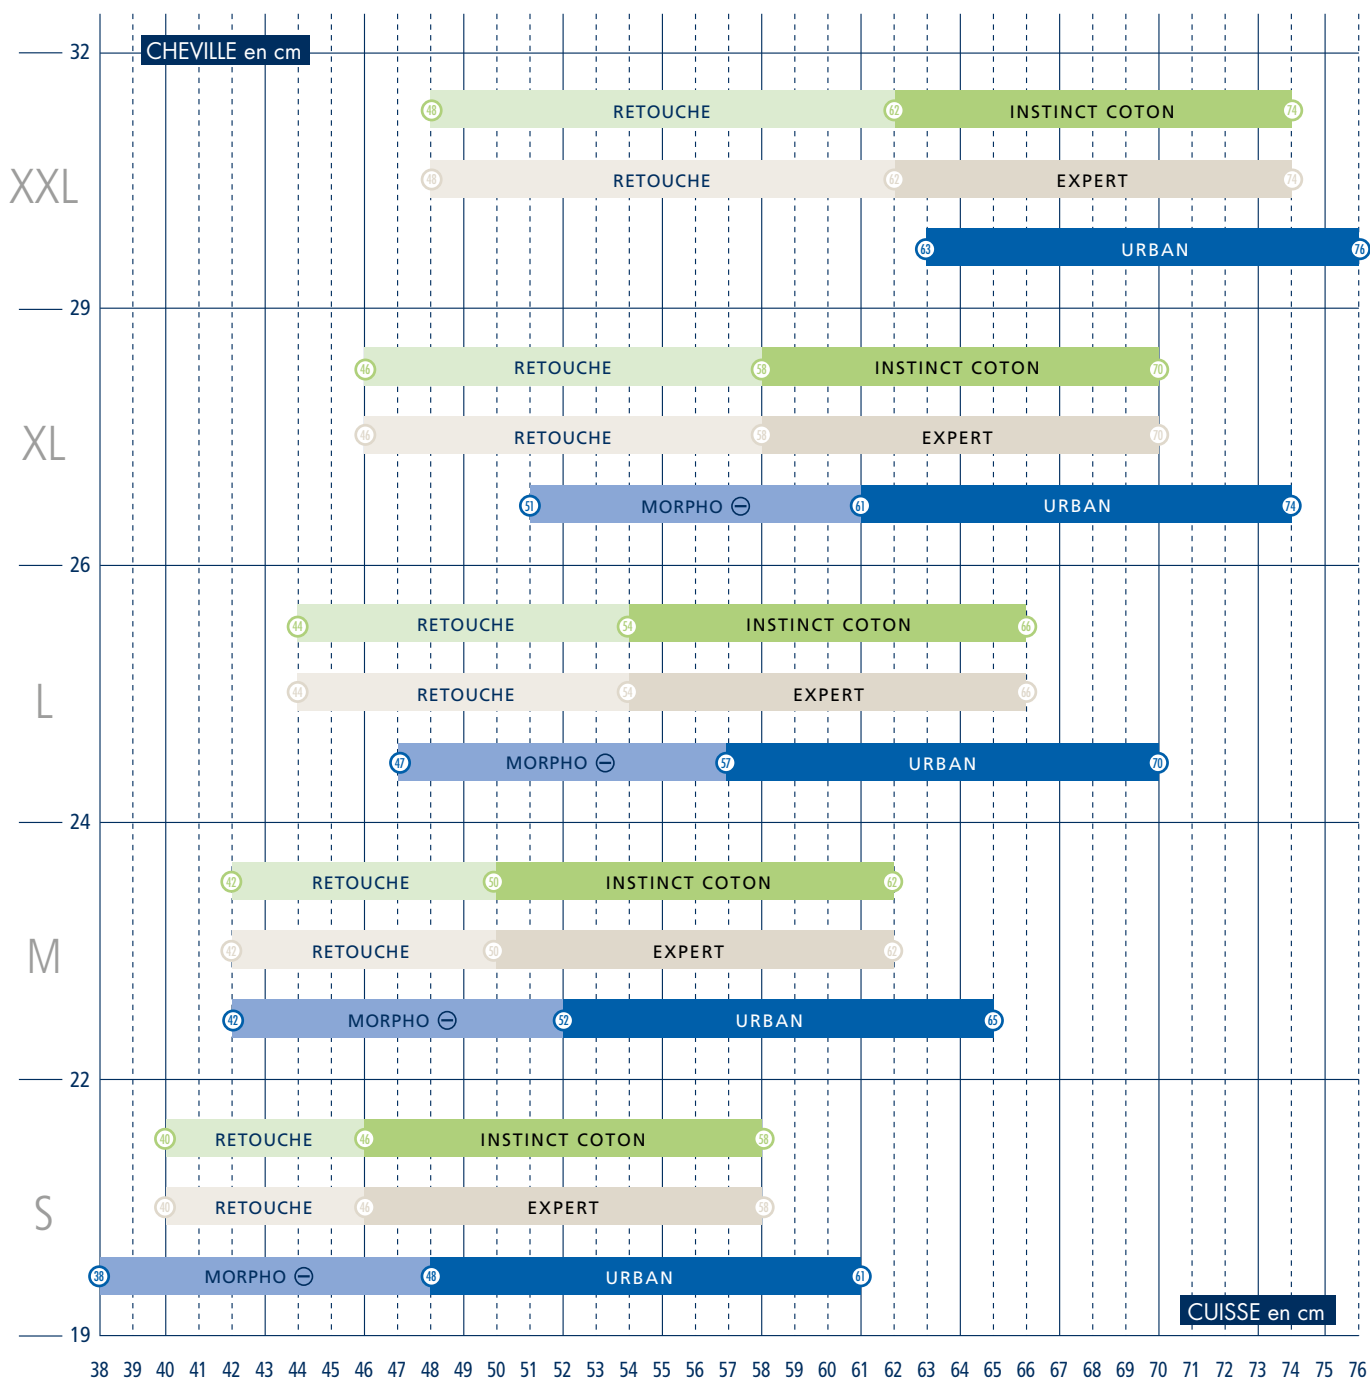 32 CHEVILLE en cm
48 RETOUCHE 62 INSTINCT COTON 74
XXL
48 RETOUCHE 62 EXPERT 74
63 URBAN 76
29
46 RETOUCHE 58 INSTINCT COTON 70
XL
46 RETOUCHE 58 EXPERT 70
51 MORPHO ⊖ 61 URBAN 74
26
44 RETOUCHE 54 INSTINCT COTON 66
L
44 RETOUCHE 54 EXPERT 66
47 MORPHO ⊖ 57 URBAN 70
24
42 RETOUCHE 50 INSTINCT COTON 62
M
42 RETOUCHE 50 EXPERT 62
42 MORPHO ⊖ 52 URBAN 65
22
40 RETOUCHE 46 INSTINCT COTON 58
S
40 RETOUCHE 46 EXPERT 58
38 MORPHO ⊖ 48 URBAN 61
CUISSE en cm
19
38 39 40 41 42 43 44 45 46 47 48 49 50 51 52 53 54 55 56 57 58 59 60 61 62 63 64 65 66 67 68 69 70 71 72 73 74 75 76